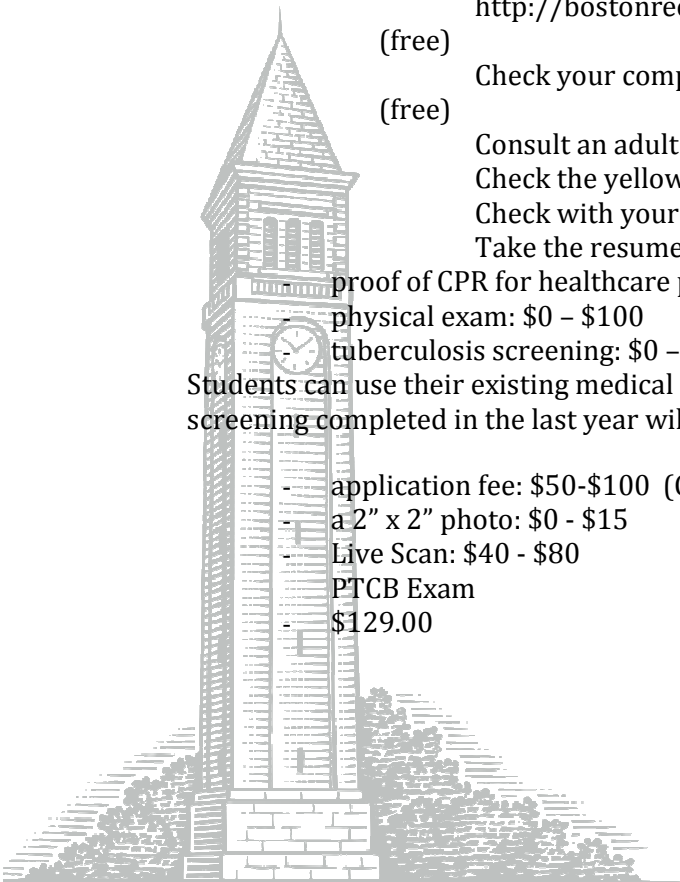 http://bostonrec
(free)
Check your comp
(free)
Consult an adult
Check the yellow
Check with your
Take the resume
- proof of CPR for healthcare p
- physical exam: $0 – $100
- tuberculosis screening: $0 –
Students can use their existing medical
screening completed in the last year wil
- application fee: $50-$100 (
- a 2” x 2” photo: $0 - $15
- Live Scan: $40 - $80
PTCB Exam
- $129.00